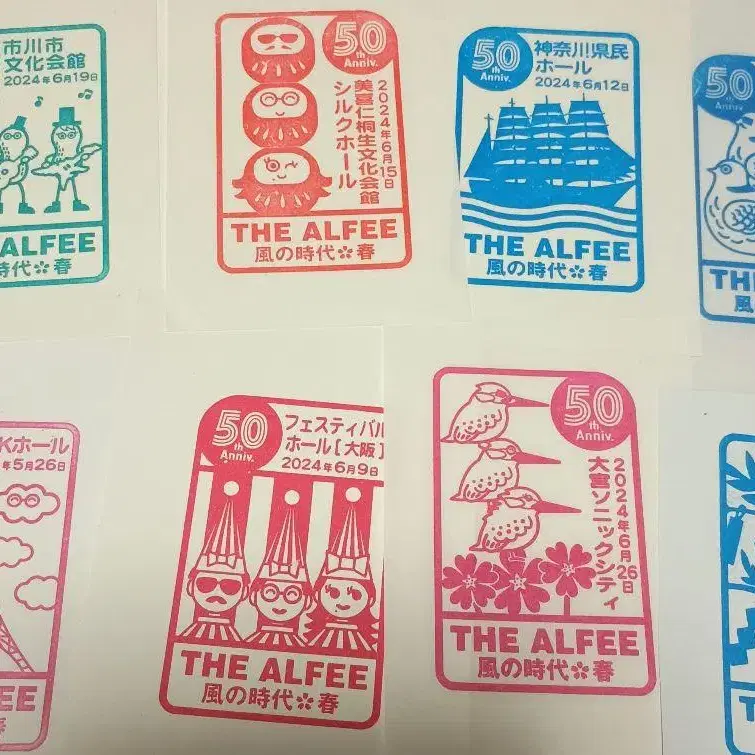 市川市
文化会館
2024年6月19日
ALFEE
の時代✲春
50
th
Anniv.
2024年6月15日
美喜仁桐生文化会館
シルクホール
THE ALFEE
風の時代✲春
50
th
Anniv.
神奈川県民
ホール
2024年6月12日
THE ALFEE
風の時代✲春
50
TH
風
Kホール
年5月26日
FEE
春
50
th
Anniv.
フェスティバル
ホール[大阪]
2024年6月9日
THE ALFEE
風の時代✲春
50
th
Anniv.
2024年6月26日
大宮ソニックシティ
THE ALFEE
風の時代✲春